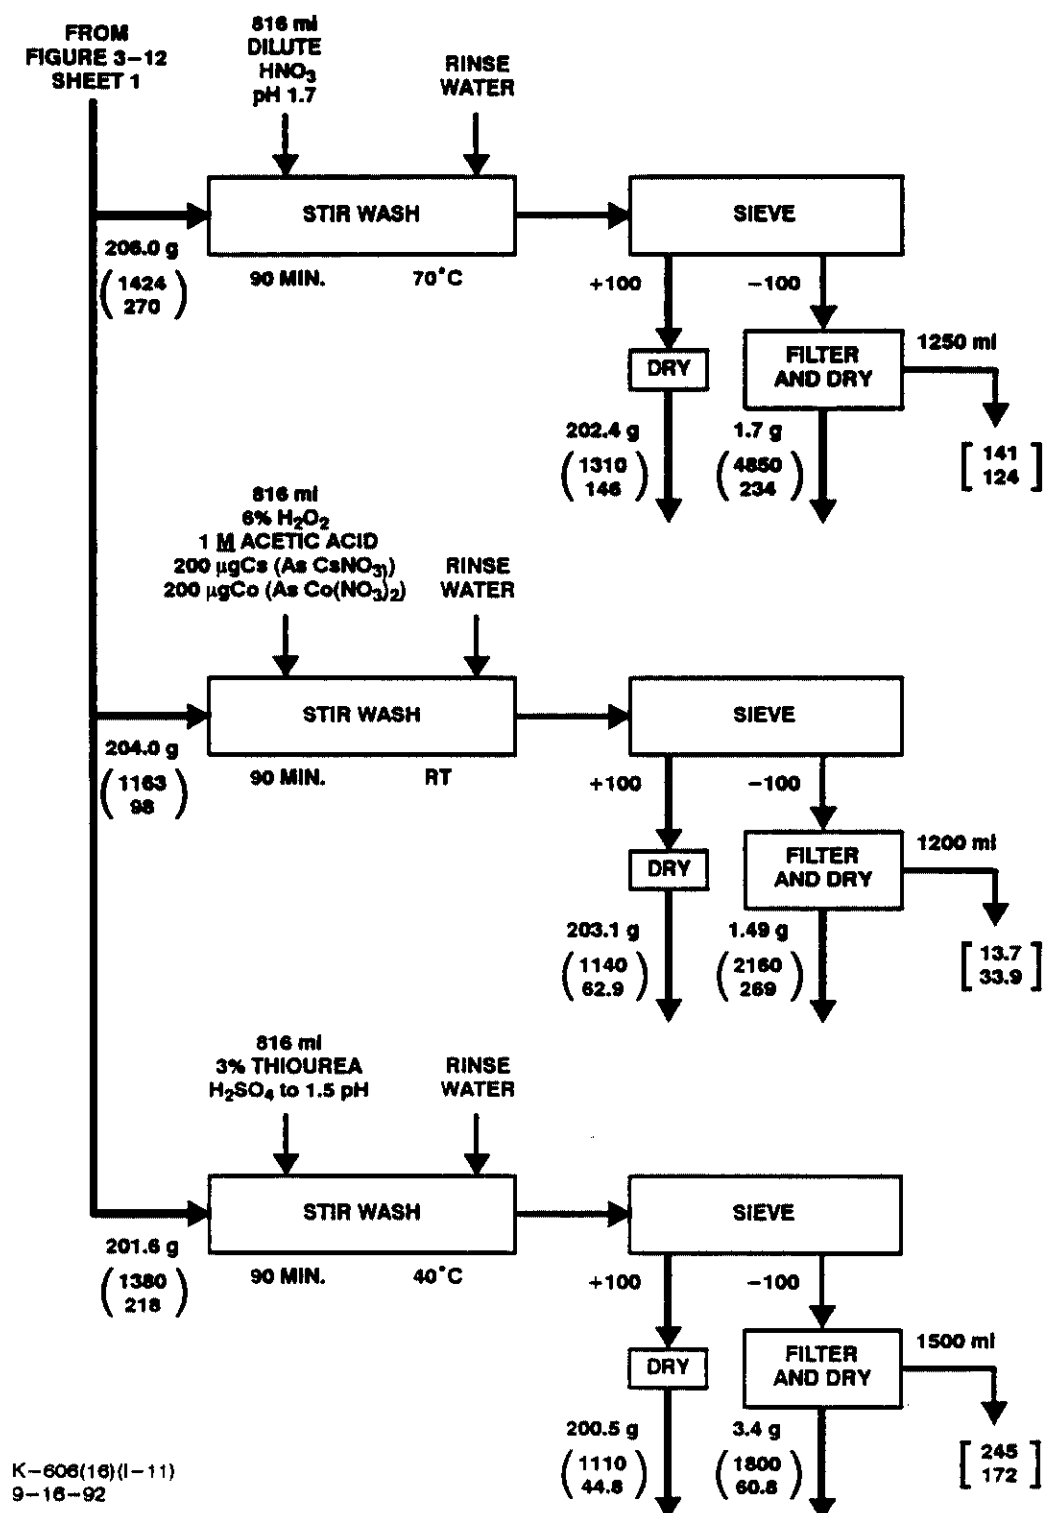 FROM
FIGURE 3-12
SHEET 1
816 ml
DILUTE
HNO3
pH 1.7
RINSE
WATER
STIR WASH
SIEVE
206.0 g
(1424
270)
90 MIN.
70°C
+100
-100
DRY
FILTER
AND DRY
1250 ml
202.4 g
(1310
146)
1.7 g
(4850
234)
[141
124]
816 ml
6% H2O2
1 M ACETIC ACID
200 µgCs (As CsNO3)
200 µgCo (As Co(NO3)2)
RINSE
WATER
STIR WASH
SIEVE
204.0 g
(1163
98)
90 MIN.
RT
+100
-100
DRY
FILTER
AND DRY
1200 ml
203.1 g
(1140
62.9)
1.49 g
(2160
269)
[13.7
33.9]
816 ml
3% THIOUREA
H2SO4 to 1.5 pH
RINSE
WATER
STIR WASH
SIEVE
201.6 g
(1380
218)
90 MIN.
40°C
+100
-100
DRY
FILTER
AND DRY
1500 ml
200.5 g
(1110
44.8)
3.4 g
(1800
60.8)
[245
172]
K-606(16)(I-11)
9-16-92